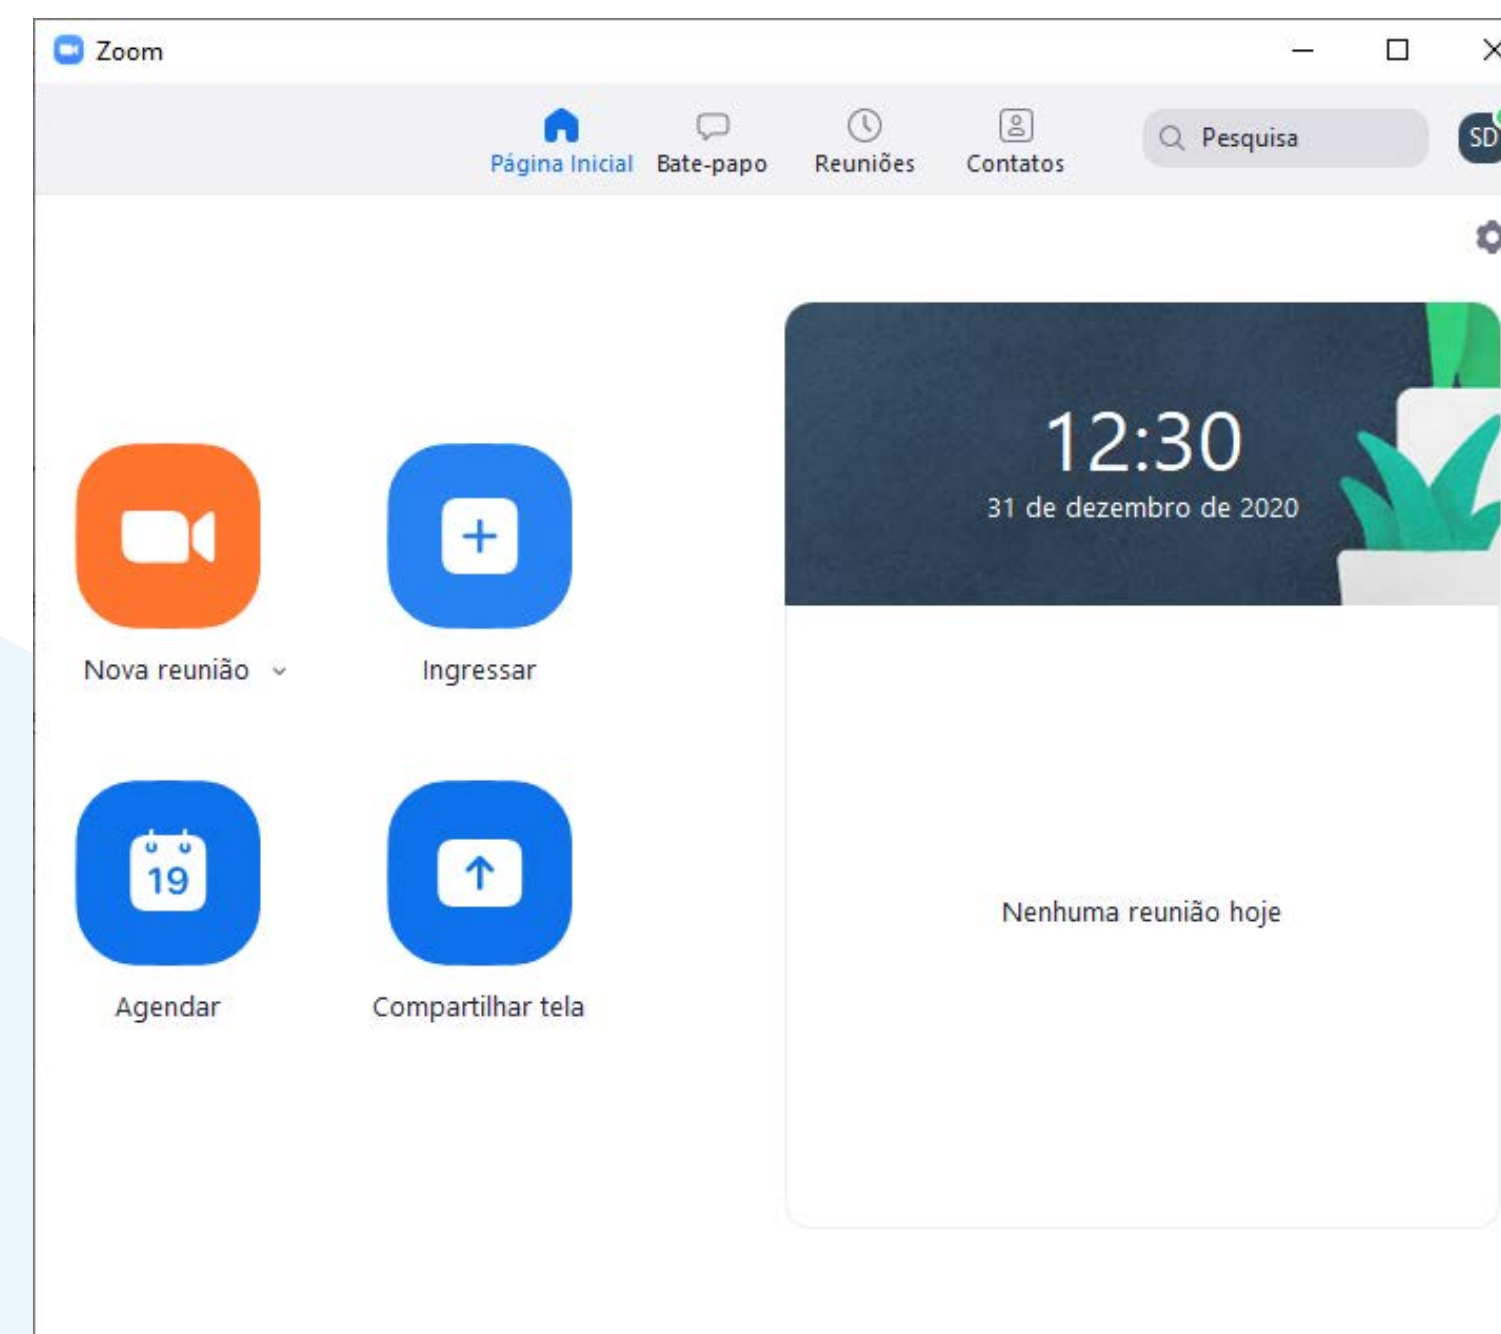 Zoom
Página Inicial
Bate-papo
Reuniões
Contatos
Pesquisa
SD
12:30
31 de dezembro de 2020
Nova reunião
Ingressar
19
Agendar
Compartilhar tela
Nenhuma reunião hoje